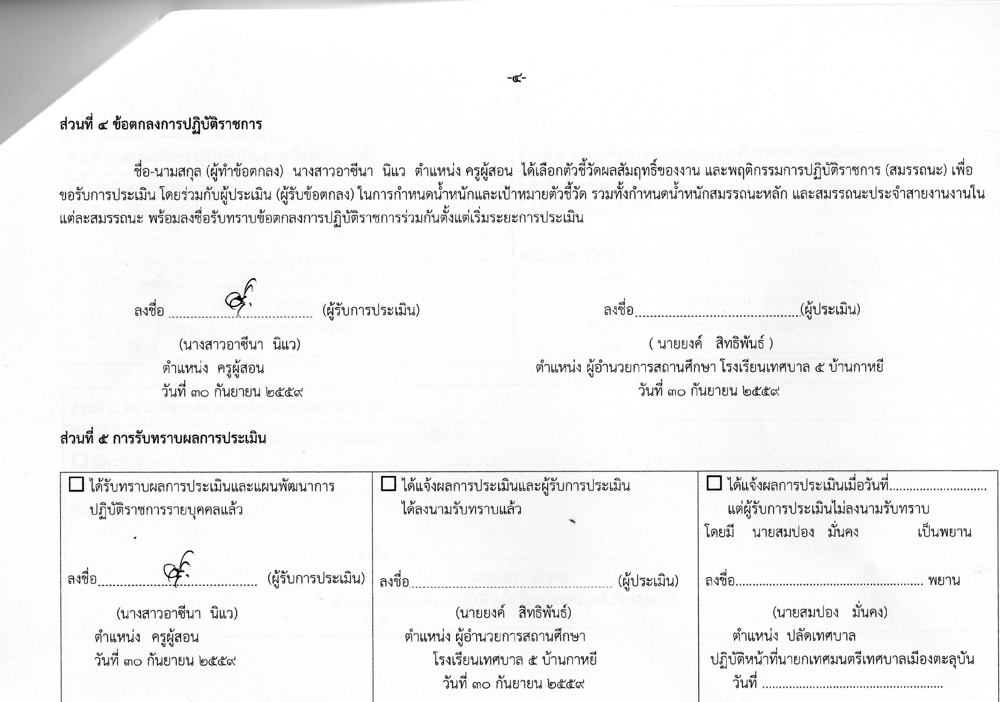 -๔-
ส่วนที่ ๔ ข้อตกลงการปฏิบัติราชการ
ชื่อ-นามสกุล (ผู้ทำข้อตกลง) นางสาวอาซีนา นิแว ตำแหน่ง ครูผู้สอน ได้เลือกตัวชี้วัดผลสัมฤทธิ์ของงาน และพฤติกรรมการปฏิบัติราชการ (สมรรถนะ) เพื่อ
ขอรับการประเมิน โดยร่วมกับผู้ประเมิน (ผู้รับข้อตกลง) ในการกำหนดน้ำหนักและเป้าหมายตัวชี้วัด รวมทั้งกำหนดน้ำหนักสมรรถนะหลัก และสมรรถนะประจำสายงานงานใน
แต่ละสมรรถนะ พร้อมลงชื่อรับทราบข้อตกลงการปฏิบัติราชการร่วมกันตั้งแต่เริ่มระยะการประเมิน
ลงชื่อ ........................................ (ผู้รับการประเมิน)
(นางสาวอาซีนา นิแว)
ตำแหน่ง ครูผู้สอน
วันที่ ๓๐ กันยายน ๒๕๕๙
ลงชื่อ........................................(ผู้ประเมิน)
( นายยงค์ สิทธิพันธ์ )
ตำแหน่ง ผู้อำนวยการสถานศึกษา โรงเรียนเทศบาล ๕ บ้านกาหยี
วันที่ ๓๐ กันยายน ๒๕๕๙
ส่วนที่ ๕ การรับทราบผลการประเมิน
☐ ได้รับทราบผลการประเมินและแผนพัฒนาการ
ปฏิบัติราชการรายบุคคลแล้ว
ลงชื่อ........................................ (ผู้รับการประเมิน)
(นางสาวอาซีนา นิแว)
ตำแหน่ง ครูผู้สอน
วันที่ ๓๐ กันยายน ๒๕๕๙
☐ ได้แจ้งผลการประเมินและผู้รับการประเมิน
ได้ลงนามรับทราบแล้ว
ลงชื่อ........................................ (ผู้ประเมิน)
(นายยงค์ สิทธิพันธ์)
ตำแหน่ง ผู้อำนวยการสถานศึกษา
โรงเรียนเทศบาล ๕ บ้านกาหยี
วันที่ ๓๐ กันยายน ๒๕๕๙
☐ ได้แจ้งผลการประเมินเมื่อวันที่............................
แต่ผู้รับการประเมินไม่ลงนามรับทราบ
โดยมี นายสมปอง มั่นคง เป็นพยาน
ลงชื่อ........................................ พยาน
(นายสมปอง มั่นคง)
ตำแหน่ง ปลัดเทศบาล
ปฏิบัติหน้าที่นายกเทศมนตรีเทศบาลเมืองตะลุบัน
วันที่ ........................................